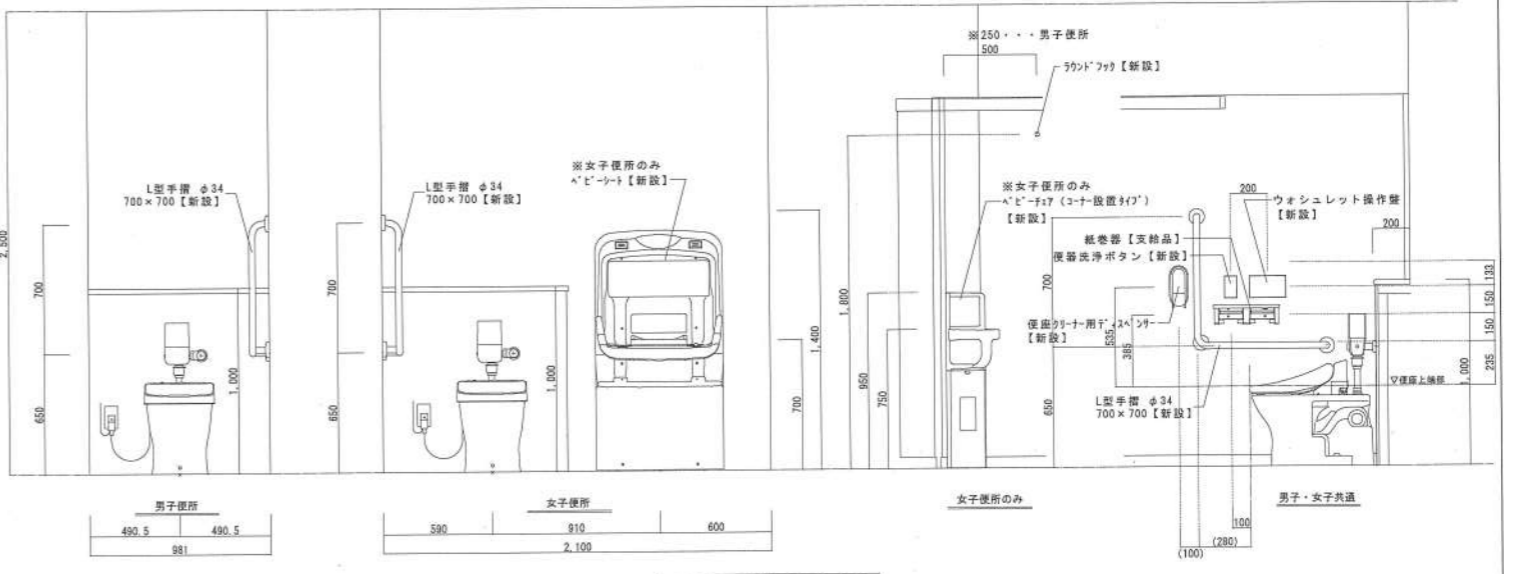 2,500
L型手摺 φ34
700×700【新設】
700
650
1,000
男子便所
490.5
490.5
981
L型手摺 φ34
700×700【新設】
700
650
1,000
※女子便所のみ
ベビーシート【新設】
1,400
700
女子便所
590
910
600
2,100
※250・・・男子便所
500
ラウンドフック【新設】
1,800
950
750
※女子便所のみ
ベビーチェア(コーナー設置タイプ)
【新設】
女子便所のみ
200
ウォシュレット操作盤
【新設】
200
紙巻器【支給品】
便器洗浄ボタン【新設】
700
便座クリーナー用ディスペンサー
【新設】
535
385
650
L型手摺 φ34
700×700【新設】
133
150
150
235
1,000
▽便座上端部
男子・女子共通
100
(280)
(100)